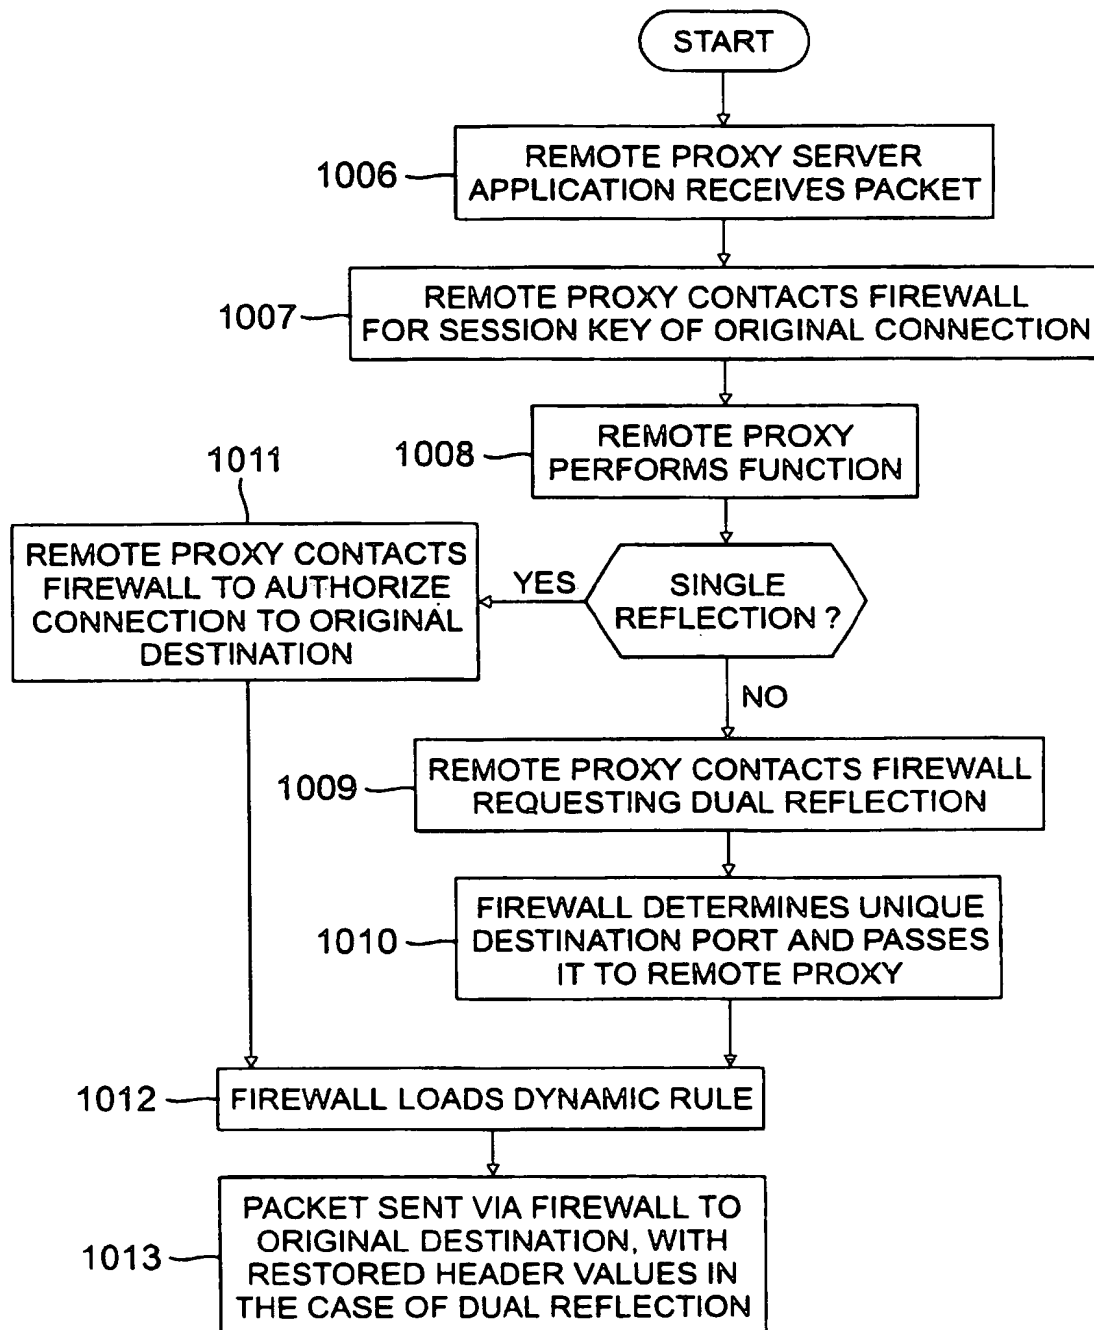 START
1006
REMOTE PROXY SERVER
APPLICATION RECEIVES PACKET
1007
REMOTE PROXY CONTACTS FIREWALL
FOR SESSION KEY OF ORIGINAL CONNECTION
1008
REMOTE PROXY
PERFORMS FUNCTION
SINGLE
REFLECTION ?
YES
1011
REMOTE PROXY CONTACTS
FIREWALL TO AUTHORIZE
CONNECTION TO ORIGINAL
DESTINATION
NO
1009
REMOTE PROXY CONTACTS FIREWALL
REQUESTING DUAL REFLECTION
1010
FIREWALL DETERMINES UNIQUE
DESTINATION PORT AND PASSES
IT TO REMOTE PROXY
1012
FIREWALL LOADS DYNAMIC RULE
1013
PACKET SENT VIA FIREWALL TO
ORIGINAL DESTINATION, WITH
RESTORED HEADER VALUES IN
THE CASE OF DUAL REFLECTION